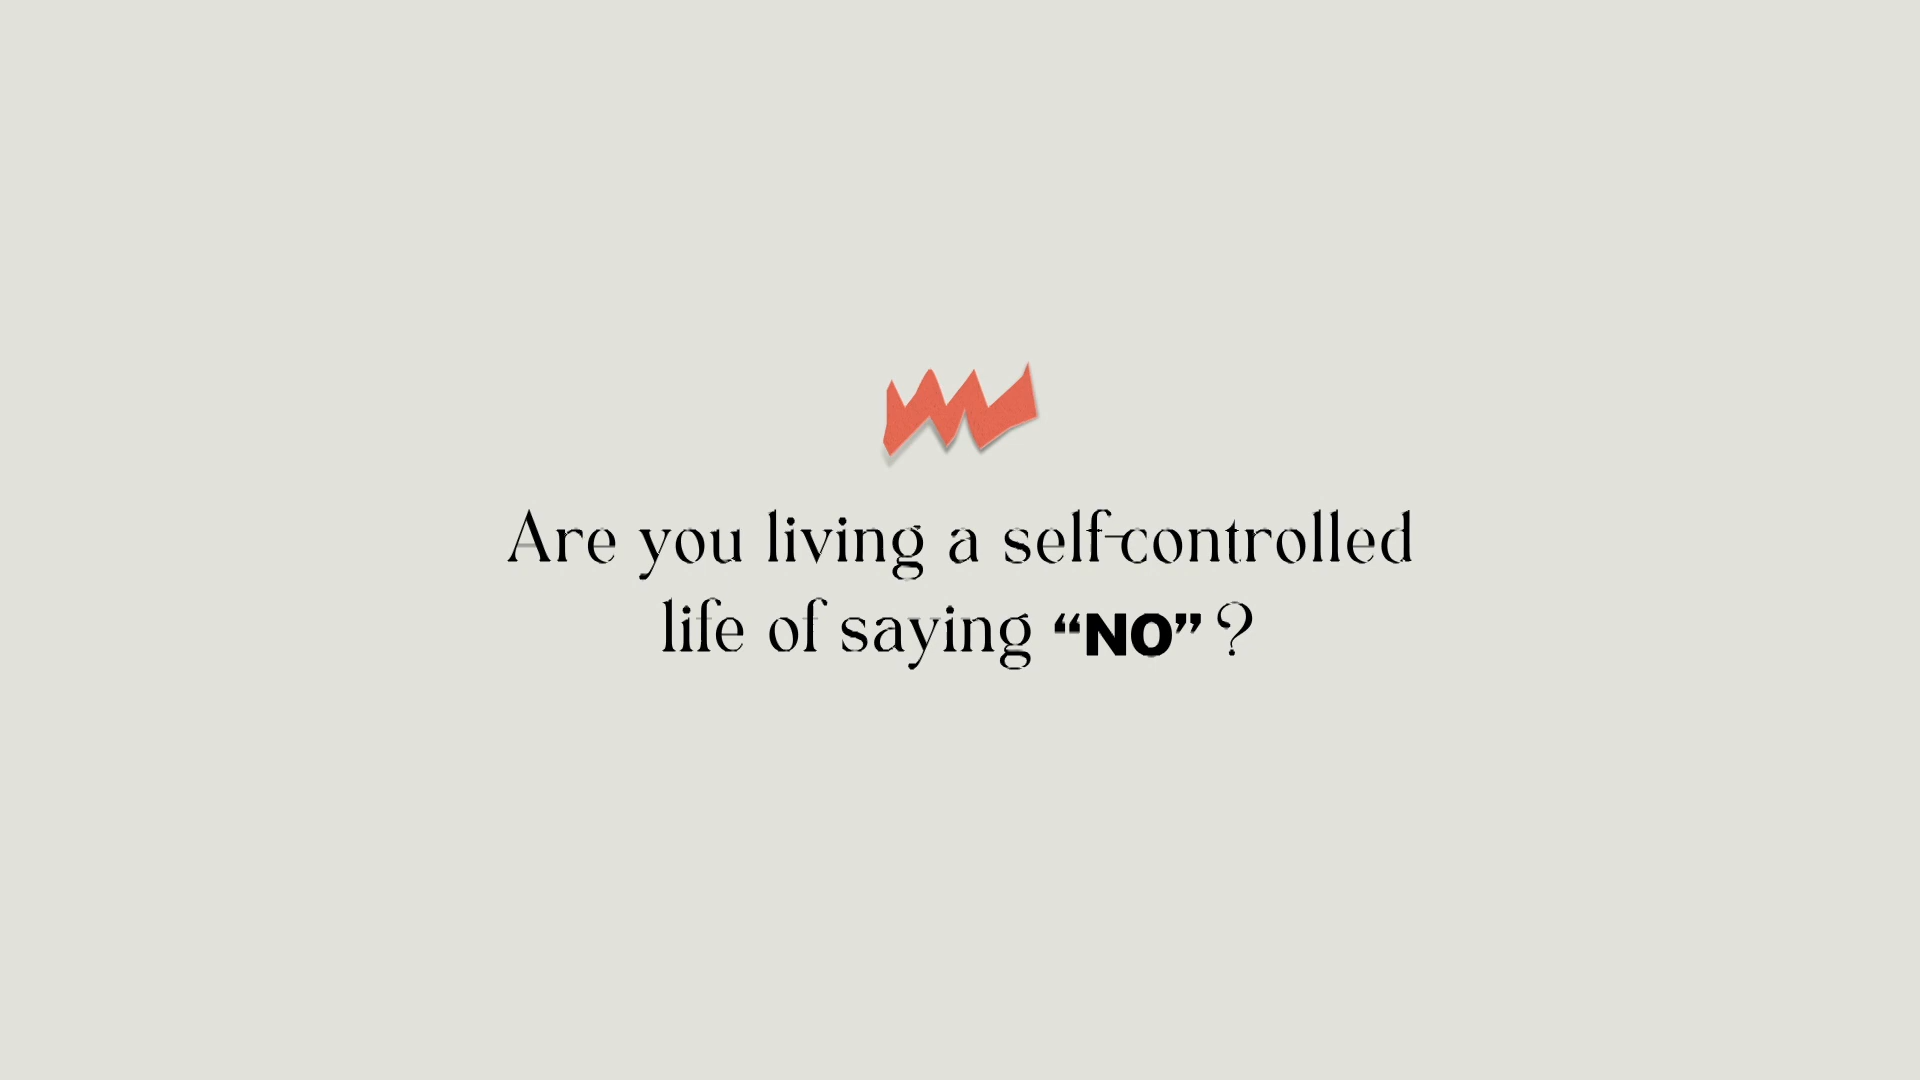 Are you living a self-controlled
life of saying “NO” ?